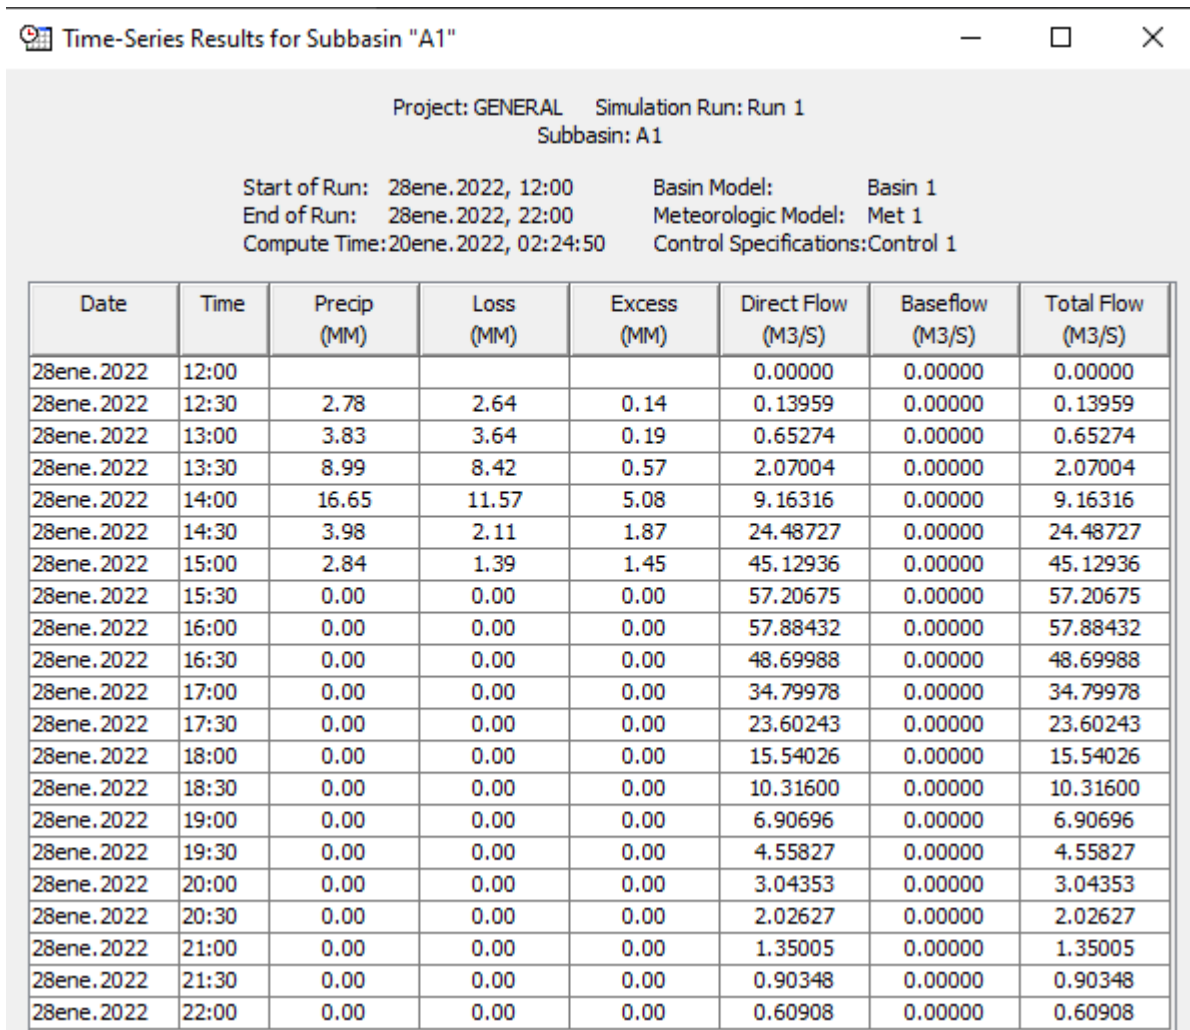 Time-Series Results for Subbasin "A1"
Project: GENERAL Simulation Run: Run 1
Subbasin: A1
Start of Run: 28ene.2022, 12:00 Basin Model: Basin 1
End of Run: 28ene.2022, 22:00 Meteorologic Model: Met 1
Compute Time:20ene.2022, 02:24:50 Control Specifications:Control 1
Date Time Precip Loss Excess Direct Flow Baseflow Total Flow
(MM) (MM) (MM) (M3/S) (M3/S) (M3/S)
28ene.2022 12:00 0.00000 0.00000 0.00000
28ene.2022 12:30 2.78 2.64 0.14 0.13959 0.00000 0.13959
28ene.2022 13:00 3.83 3.64 0.19 0.65274 0.00000 0.65274
28ene.2022 13:30 8.99 8.42 0.57 2.07004 0.00000 2.07004
28ene.2022 14:00 16.65 11.57 5.08 9.16316 0.00000 9.16316
28ene.2022 14:30 3.98 2.11 1.87 24.48727 0.00000 24.48727
28ene.2022 15:00 2.84 1.39 1.45 45.12936 0.00000 45.12936
28ene.2022 15:30 0.00 0.00 0.00 57.20675 0.00000 57.20675
28ene.2022 16:00 0.00 0.00 0.00 57.88432 0.00000 57.88432
28ene.2022 16:30 0.00 0.00 0.00 48.69988 0.00000 48.69988
28ene.2022 17:00 0.00 0.00 0.00 34.79978 0.00000 34.79978
28ene.2022 17:30 0.00 0.00 0.00 23.60243 0.00000 23.60243
28ene.2022 18:00 0.00 0.00 0.00 15.54026 0.00000 15.54026
28ene.2022 18:30 0.00 0.00 0.00 10.31600 0.00000 10.31600
28ene.2022 19:00 0.00 0.00 0.00 6.90696 0.00000 6.90696
28ene.2022 19:30 0.00 0.00 0.00 4.55827 0.00000 4.55827
28ene.2022 20:00 0.00 0.00 0.00 3.04353 0.00000 3.04353
28ene.2022 20:30 0.00 0.00 0.00 2.02627 0.00000 2.02627
28ene.2022 21:00 0.00 0.00 0.00 1.35005 0.00000 1.35005
28ene.2022 21:30 0.00 0.00 0.00 0.90348 0.00000 0.90348
28ene.2022 22:00 0.00 0.00 0.00 0.60908 0.00000 0.60908